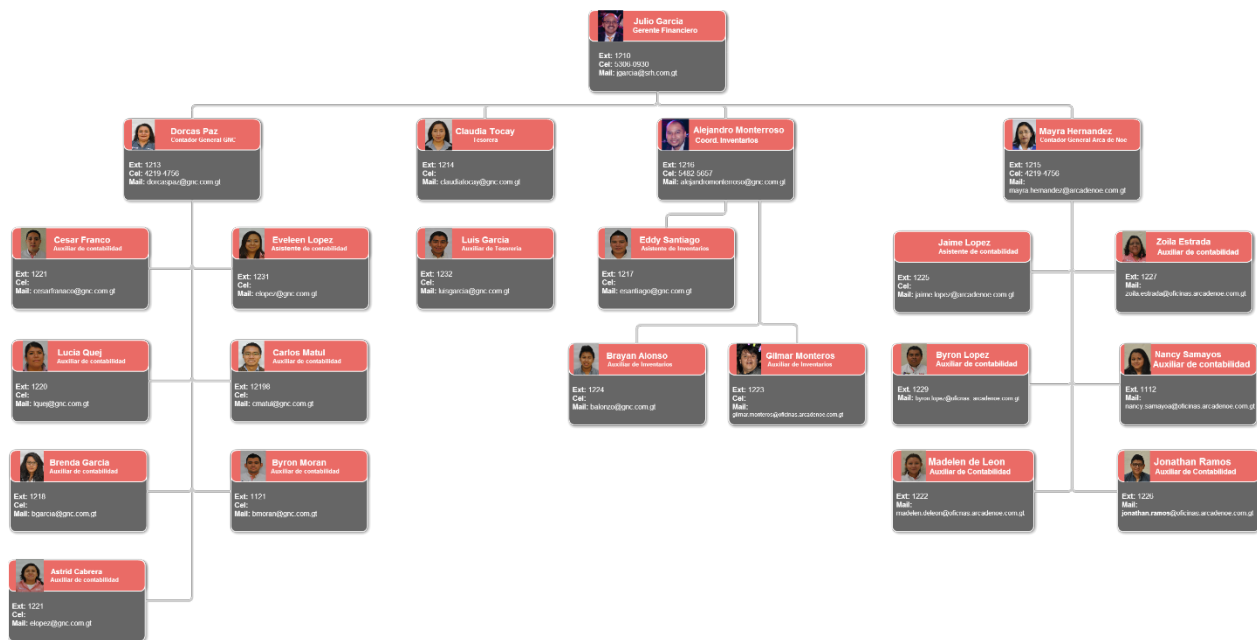 Julio Garcia
Gerente Financiero
Ext: 1210
Cel: 5306-0930
Mail: jgarcia@srh.com.gt
Dorcas Paz
Contador General GNC
Ext: 1213
Cel: 4219-4756
Mail: dorcaspaz@gnc.com.gt
Claudia Tocay
Tesorera
Ext: 1214
Cel:
Mail: claudiatocay@gnc.com.gt
Alejandro Monterroso
Coord. Inventarios
Ext: 1216
Cel: 5482-5657
Mail: alejandromonterroso@gnc.com.gt
Mayra Hernandez
Contador General Arca de Noe
Ext: 1215
Cel: 4219-4756
Mail:
mayra.hernandez@arcadenoe.com.gt
Cesar Franco
Auxiliar de contabilidad
Ext: 1221
Cel:
Mail: cesarfranaco@gnc.com.gt
Eveleen Lopez
Asistente de contabilidad
Ext: 1231
Cel:
Mail: elopez@gnc.com.gt
Luis Garcia
Auxiliar de Tesoreria
Ext: 1232
Cel:
Mail: luingarcia@gnc.com.gt
Eddy Santiago
Asistente de Inventarios
Ext: 1217
Cel:
Mail: nsantiago@gnc.com.gt
Jaime Lopez
Asistente de contabilidad
Ext: 1225
Cel:
Mail: jaime.lopez@arcadenoe.com.gt
Zoila Estrada
Auxiliar de contabilidad
Ext: 1227
Mail:
zoila.estrada@oficinas.arcadenoe.com.gt
Lucia Quej
Auxiliar de contabilidad
Ext: 1220
Cel:
Mail: lquej@gnc.com.gt
Carlos Matul
Auxiliar de contabilidad
Ext: 12198
Cel:
Mail: cmatul@gnc.com.gt
Brayan Alonso
Auxiliar de Inventarios
Ext: 1224
Cel:
Mail: balonzo@gnc.com.gt
Gilmar Monteros
Auxiliar de Inventarios
Ext: 1223
Cel:
Mail:
gilmar.monteros@oficinas.arcadenoe.com.gt
Byron Lopez
Auxiliar de contabilidad
Ext. 1229
Mail: byron.lopez@oficinas. arcadenoe.com.gt
Nancy Samayos
Auxiliar de contabilidad
Ext. 1112
Mail:
nancy.samayoa@oficinas.arcadenoe.com.gt
Brenda Garcia
Auxiliar de contabilidad
Ext: 1218
Cel:
Mail: bgarcia@gnc.com.gt
Byron Moran
Auxiliar de contabilidad
Ext: 1121
Cel:
Mail: bmoran@gnc.com.gt
Madelen de Leon
Auxiliar de Contabilidad
Ext: 1222
Mail:
madelen.deleon@oficnas.arcadenoe.com.gt
Jonathan Ramos
Auxiliar de Contabilidad
Ext: 1226
Mail:
jonathan.ramos@oficinas.arcadenoe.com.gt
Astrid Cabrera
Auxiliar de contabilidad
Ext: 1221
Cel:
Mail: elopez@gnc.com.gt